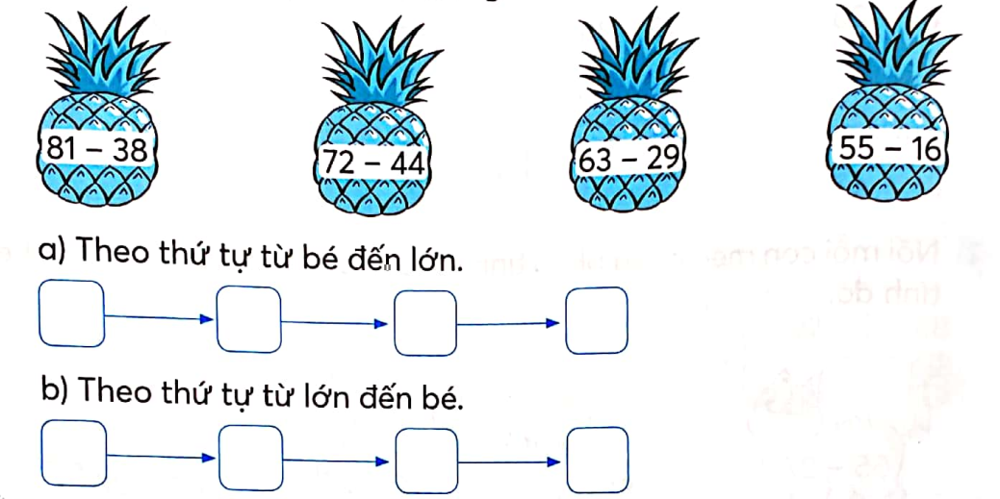 81 – 38
72 – 44
63 – 29
55 – 16
a) Theo thứ tự từ bé đến lớn.
b) Theo thứ tự từ lớn đến bé.